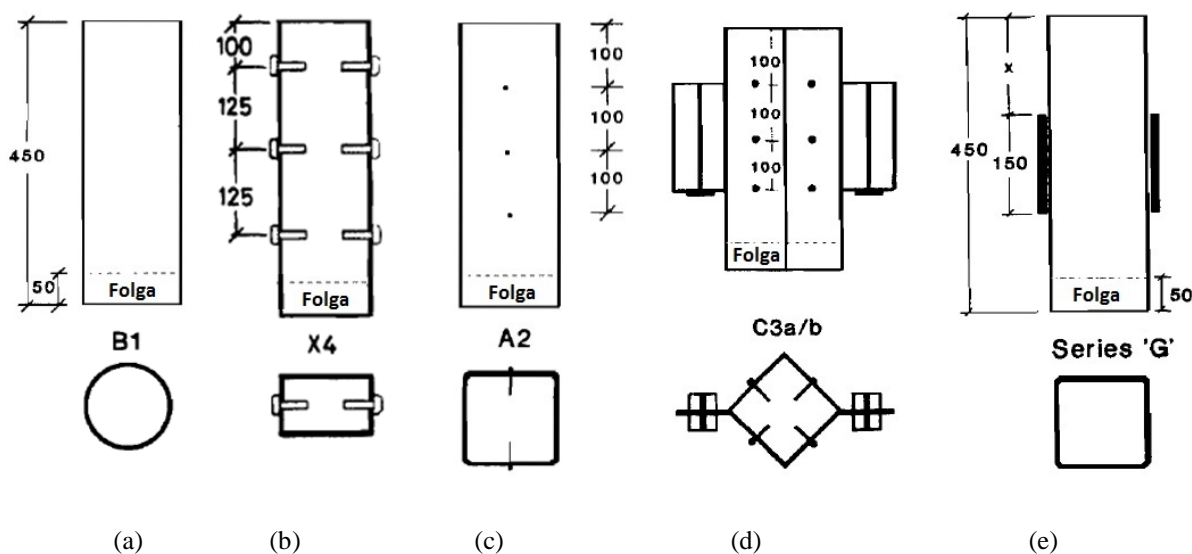 450
50
Folga
B1
(a)
100
125
125
Folga
X4
(b)
100
100
100
Folga
A2
(c)
100
100
100
Folga
C3a/b
(d)
450
x
150
50
Folga
Series 'G'
(e)